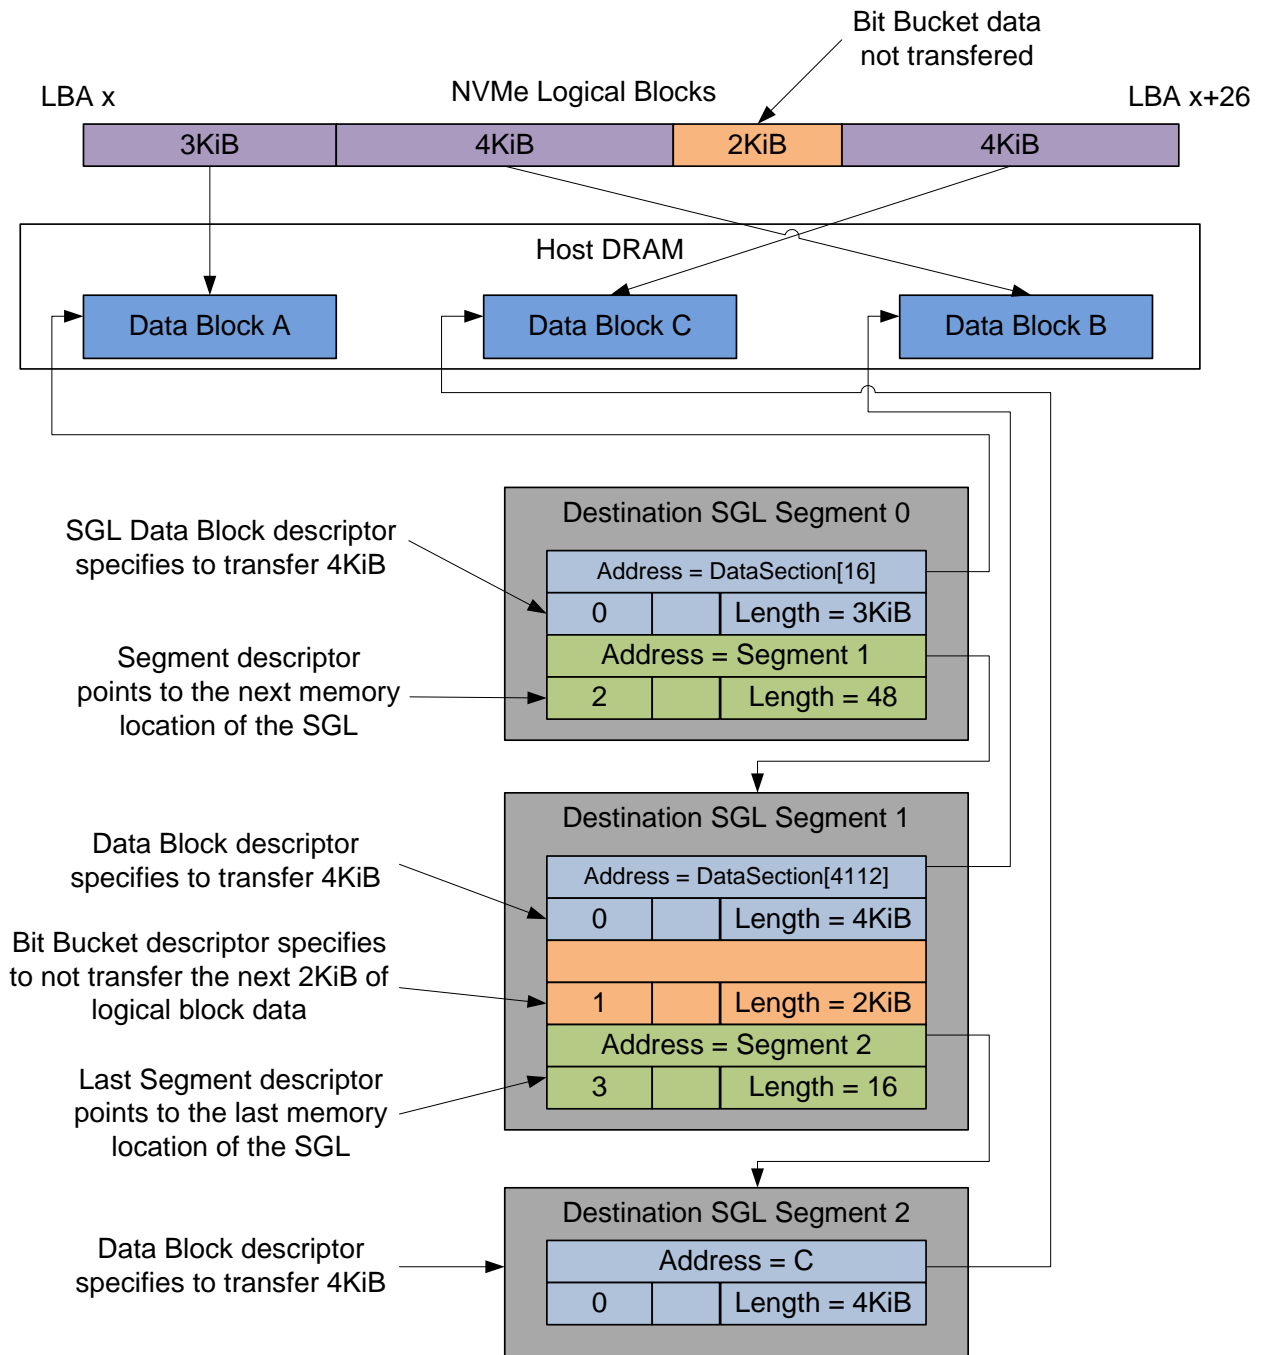 Bit Bucket data
not transfered
LBA x
NVMe Logical Blocks
LBA x+26
3KiB
4KiB
2KiB
4KiB
Host DRAM
Data Block A
Data Block C
Data Block B
Destination SGL Segment 0
SGL Data Block descriptor
specifies to transfer 4KiB
Address = DataSection[16]
0
Length = 3KiB
Segment descriptor
points to the next memory
location of the SGL
Address = Segment 1
2
Length = 48
Destination SGL Segment 1
Data Block descriptor
specifies to transfer 4KiB
Address = DataSection[4112]
0
Length = 4KiB
Bit Bucket descriptor specifies
to not transfer the next 2KiB of
logical block data
1
Length = 2KiB
Address = Segment 2
Last Segment descriptor
points to the last memory
location of the SGL
3
Length = 16
Destination SGL Segment 2
Data Block descriptor
specifies to transfer 4KiB
Address = C
0
Length = 4KiB